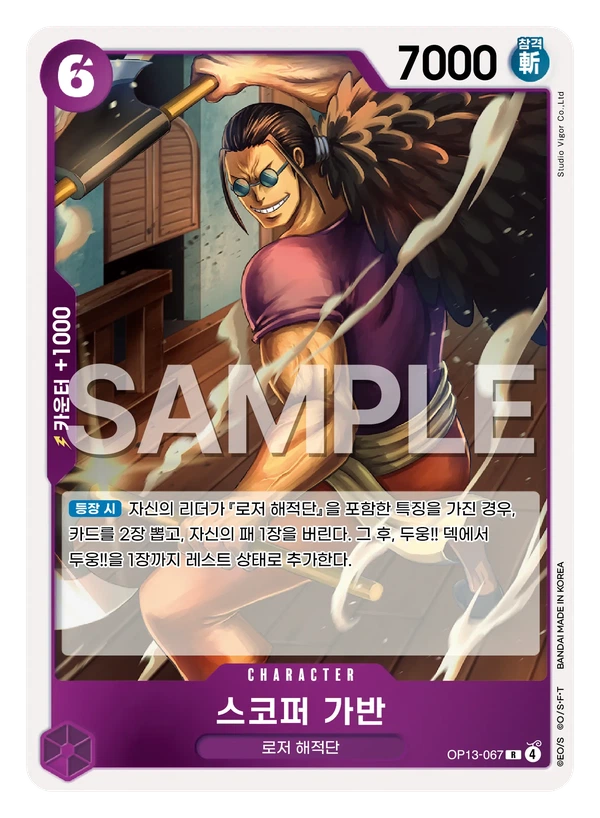 6
7000
참격
斬
Studio Vigor Co.,Ltd
카운터 +1000
SAMPLE
등장 시 자신의 리더가 『로저 해적단』을 포함한 특징을 가진 경우,
카드를 2장 뽑고, 자신의 패 1장을 버린다. 그 후, 두웅!! 덱에서
두웅!!을 1장까지 레스트 상태로 추가한다.
CHARACTER
스코퍼 가반
로저 해적단
OP13-067 R 4
©EO/S ©O/S·F·T BANDAI MADE IN KOREA